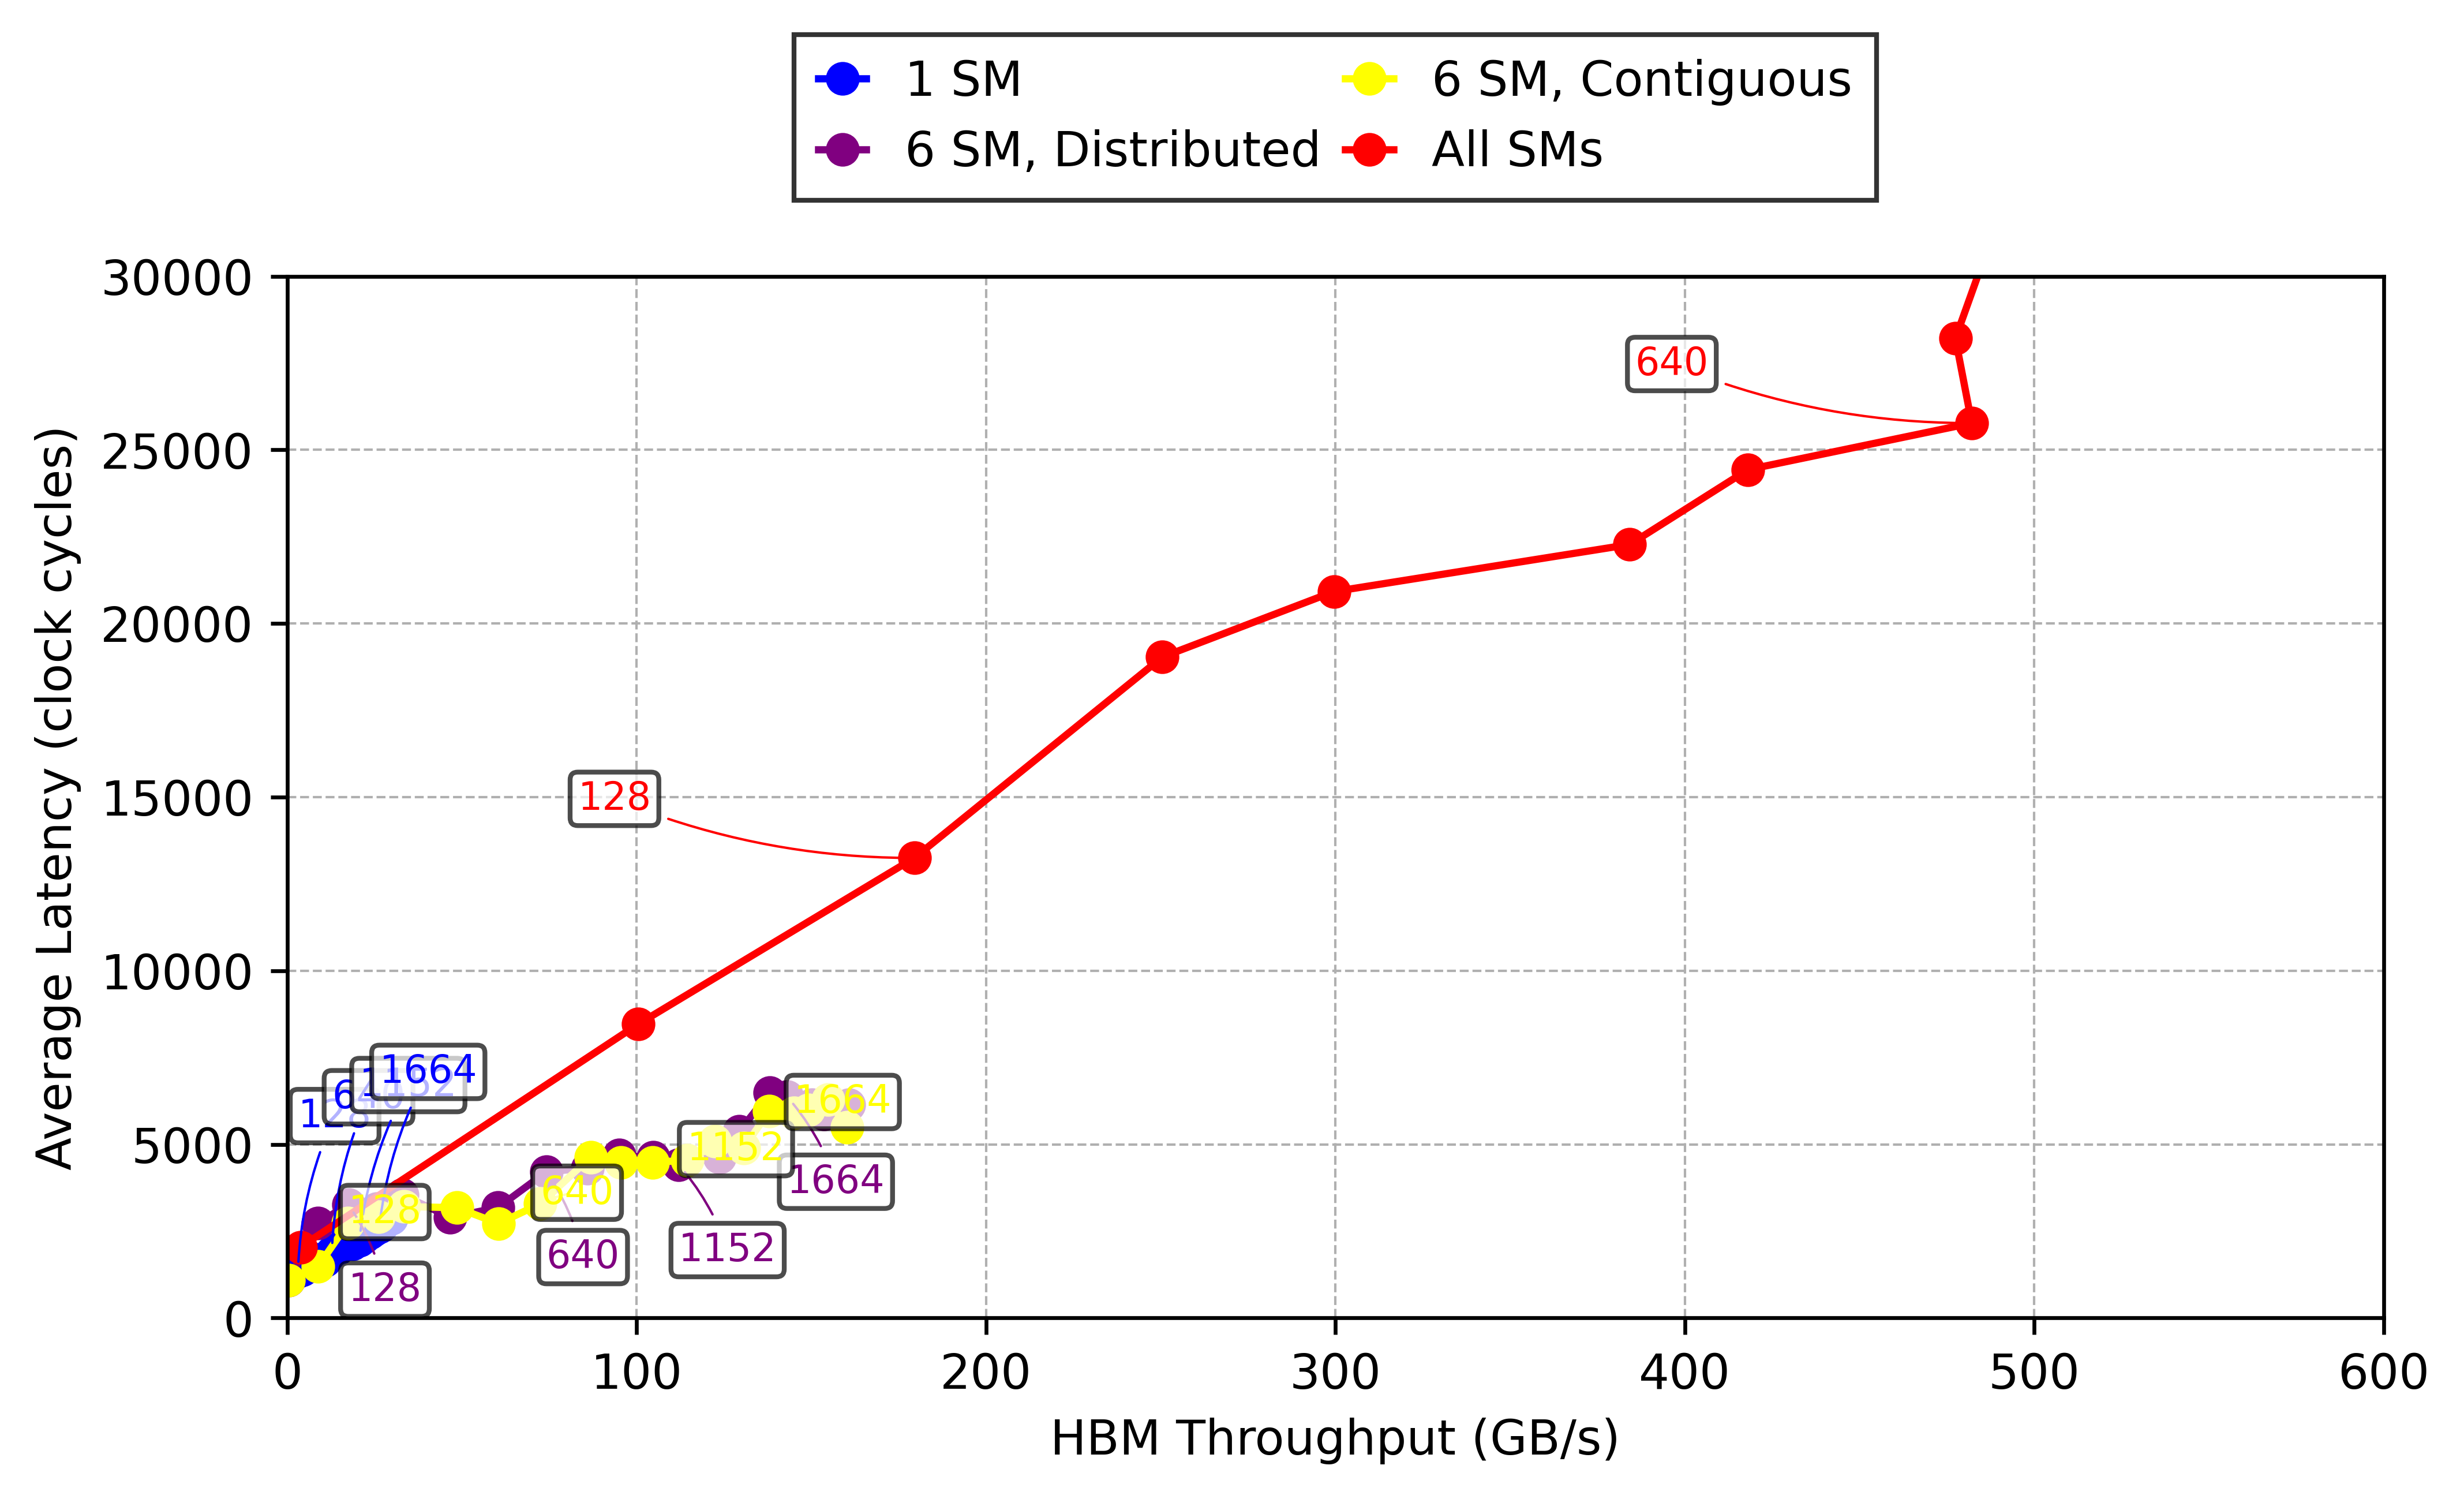 1 SM
6 SM, Distributed
6 SM, Contiguous
All SMs
30000
25000
20000
15000
10000
5000
0
Average Latency (clock cycles)
640
128
1664
128
128
640
640
1152
1152
1664
1664
0 100 200 300 400 500 600
HBM Throughput (GB/s)